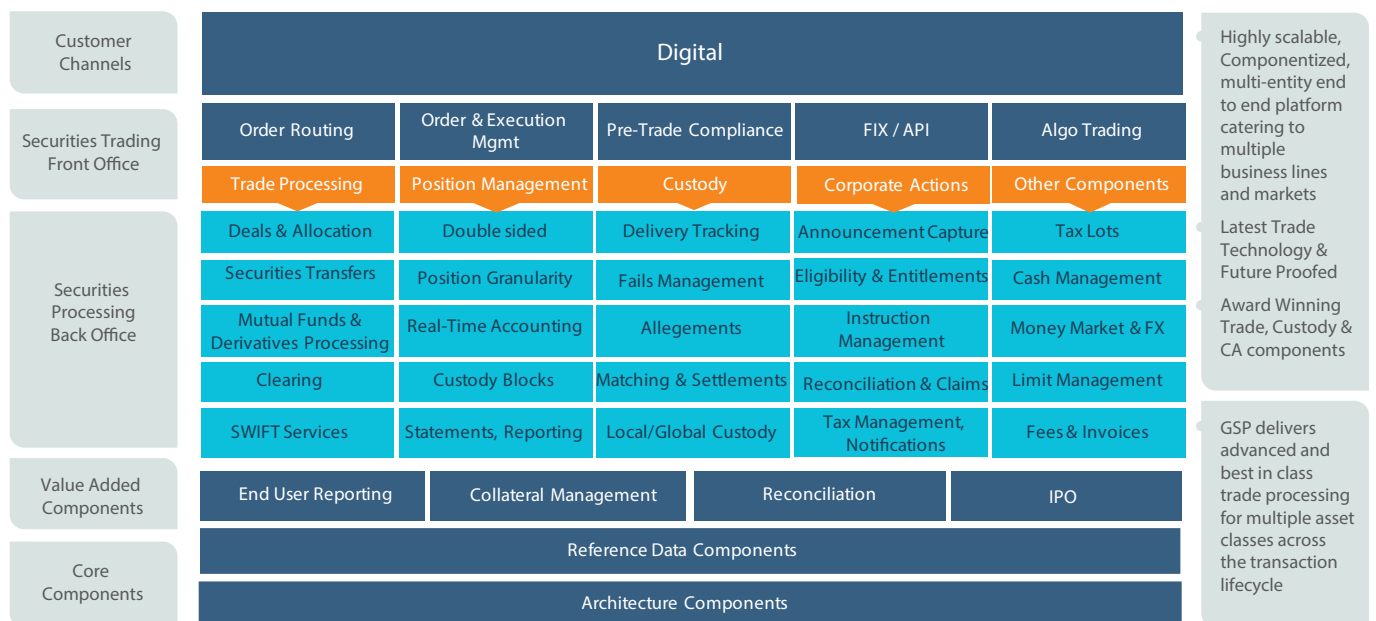 Customer
Channels
Digital
Securities Trading
Front Office
Order Routing
Order & Execution
Mgmt
Pre-Trade Compliance
FIX / API
Algo Trading
Trade Processing
Position Management
Custody
Corporate Actions
Other Components
Securities
Processing
Back Office
Deals & Allocation
Double sided
Delivery Tracking
Announcement Capture
Tax Lots
Securities Transfers
Position Granularity
Fails Management
Eligibility & Entitlements
Cash Management
Mutual Funds &
Derivatives Processing
Real-Time Accounting
Allegements
Instruction
Management
Money Market & FX
Clearing
Custody Blocks
Matching & Settlements
Reconciliation & Claims
Limit Management
SWIFT Services
Statements, Reporting
Local/Global Custody
Tax Management,
Notifications
Fees & Invoices
Value Added
Components
End User Reporting
Collateral Management
Reconciliation
IPO
Core
Components
Reference Data Components
Architecture Components
Highly scalable,
Componentized,
multi-entity end
to end platform
catering to
multiple
business lines
and markets
Latest Trade
Technology &
Future Proofed
Award Winning
Trade, Custody &
CA components
GSP delivers
advanced and
best in class
trade processing
for multiple asset
classes across
the transaction
lifecycle